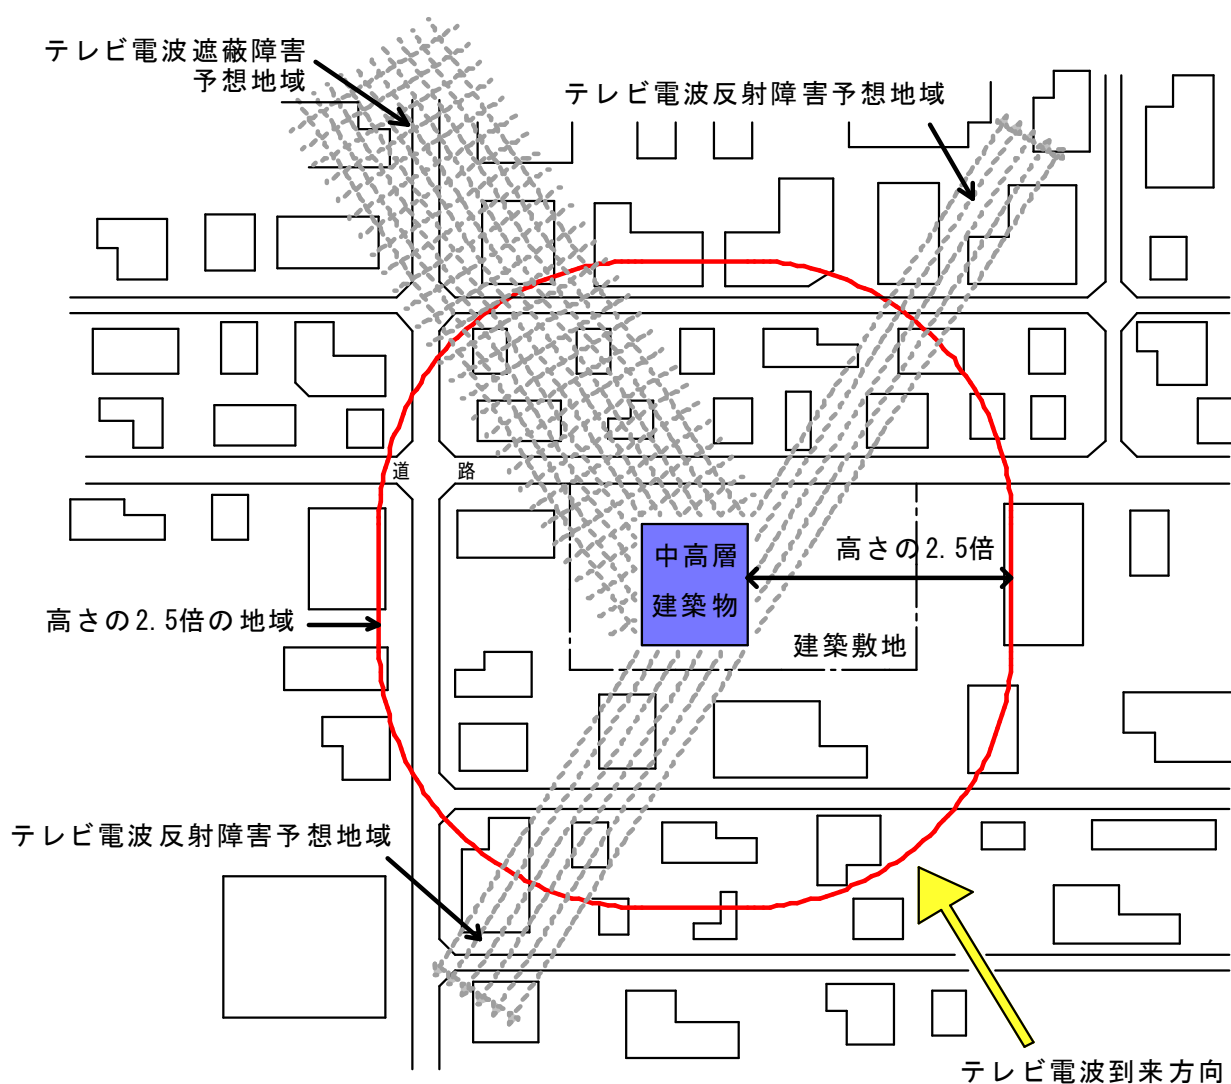 テレビ電波遮蔽障害
予想地域
テレビ電波反射障害予想地域
道路
中高層
建築物
高さの2.5倍
高さの2.5倍の地域
建築敷地
テレビ電波反射障害予想地域
テレビ電波到来方向